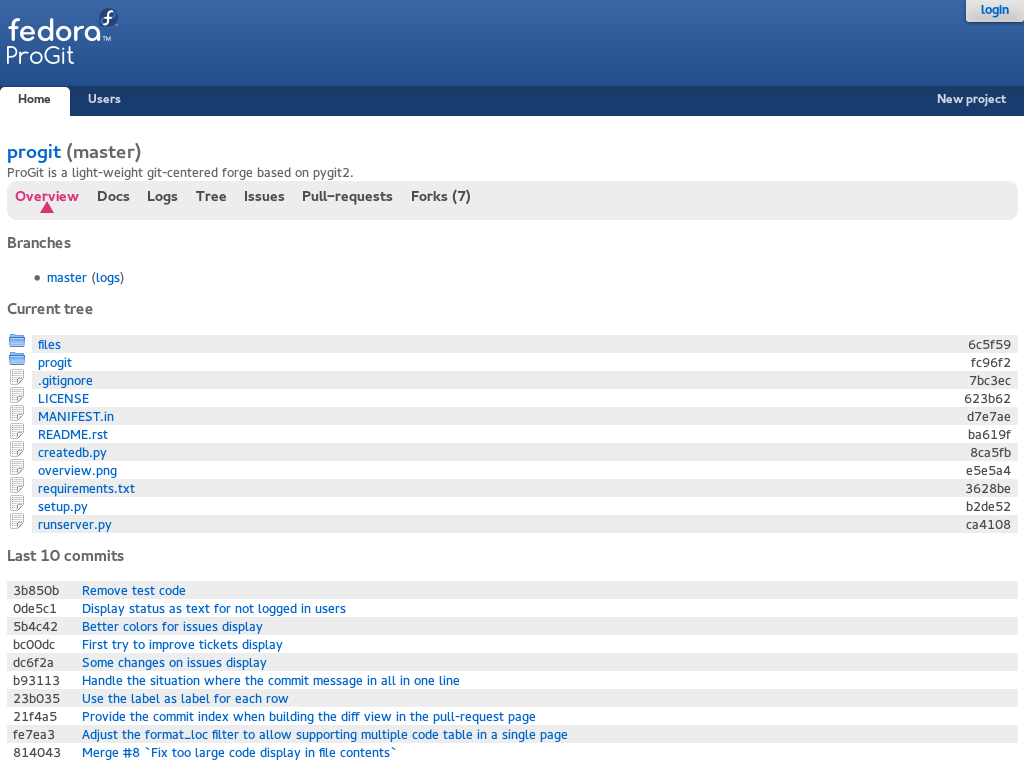 login
fedora™
ProGit
Home Users New project
progit (master)
ProGit is a light-weight git-centered forge based on pygit2.
Overview Docs Logs Tree Issues Pull-requests Forks (7)
Branches
• master (logs)
Current tree
files 6c5f59
progit fc96f2
.gitignore 7bc3ec
LICENSE 623b62
MANIFEST.in d7e7ae
README.rst ba619f
createdb.py 8ca5fb
overview.png e5e5a4
requirements.txt 3628be
setup.py b2de52
runserver.py ca4108
Last 10 commits
3b850b Remove test code
0de5c1 Display status as text for not logged in users
5b4c42 Better colors for issues display
bc00dc First try to improve tickets display
dc6f2a Some changes on issues display
b93113 Handle the situation where the commit message in all in one line
23b035 Use the label as label for each row
21f4a5 Provide the commit index when building the diff view in the pull-request page
fe7ea3 Adjust the format_loc filter to allow supporting multiple code table in a single page
814043 Merge #8 `Fix too large code display in file contents`